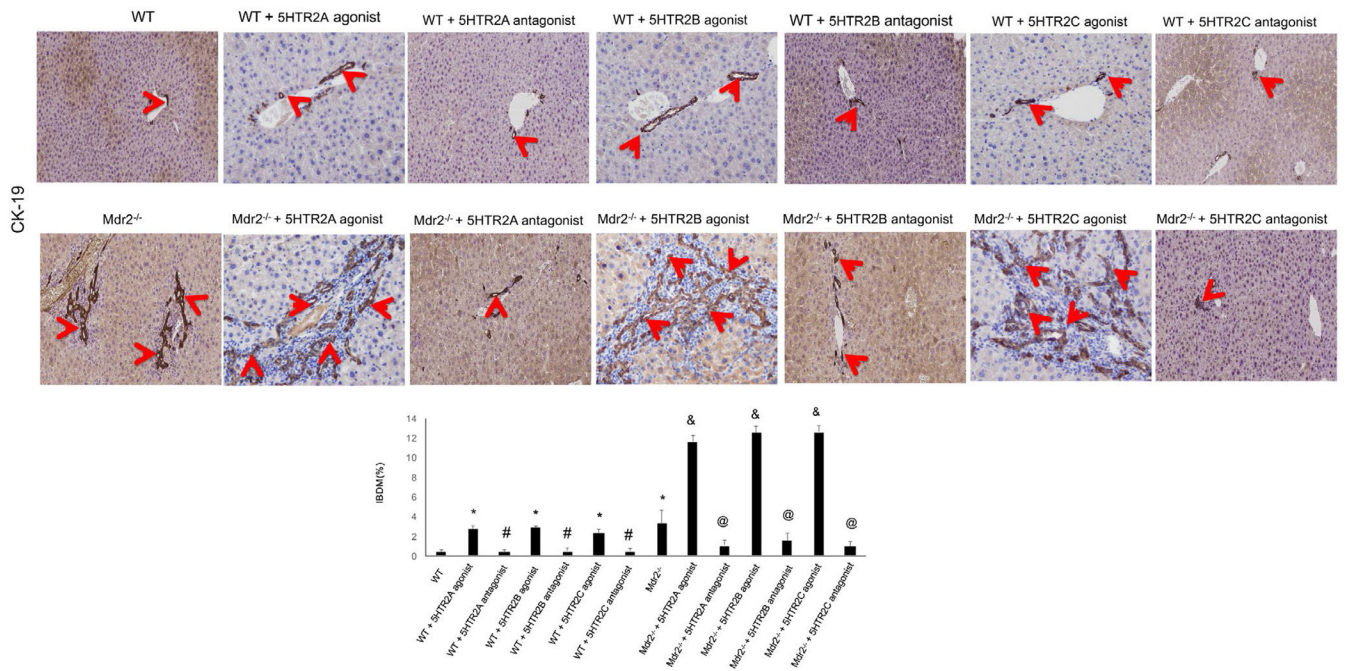 WT
WT + 5HTR2A agonist
WT + 5HTR2A antagonist
WT + 5HTR2B agonist
WT + 5HTR2B antagonist
WT + 5HTR2C agonist
WT + 5HTR2C antagonist
CK-19
Mdr2⁻/⁻
Mdr2⁻/⁻ + 5HTR2A agonist
Mdr2⁻/⁻ + 5HTR2A antagonist
Mdr2⁻/⁻ + 5HTR2B agonist
Mdr2⁻/⁻ + 5HTR2B antagonist
Mdr2⁻/⁻ + 5HTR2C agonist
Mdr2⁻/⁻ + 5HTR2C antagonist
IBDM(%)
14
12
10
8
6
4
2
0
*
#
*
#
*
#
*
&
@
&
@
&
@
WT
WT + 5HTR2A agonist
WT + 5HTR2A antagonist
WT + 5HTR2B agonist
WT + 5HTR2B antagonist
WT + 5HTR2C agonist
WT + 5HTR2C antagonist
Mdr2⁻/⁻
Mdr2⁻/⁻ + 5HTR2A agonist
Mdr2⁻/⁻ + 5HTR2A antagonist
Mdr2⁻/⁻ + 5HTR2B agonist
Mdr2⁻/⁻ + 5HTR2B antagonist
Mdr2⁻/⁻ + 5HTR2C agonist
Mdr2⁻/⁻ + 5HTR2C antagonist